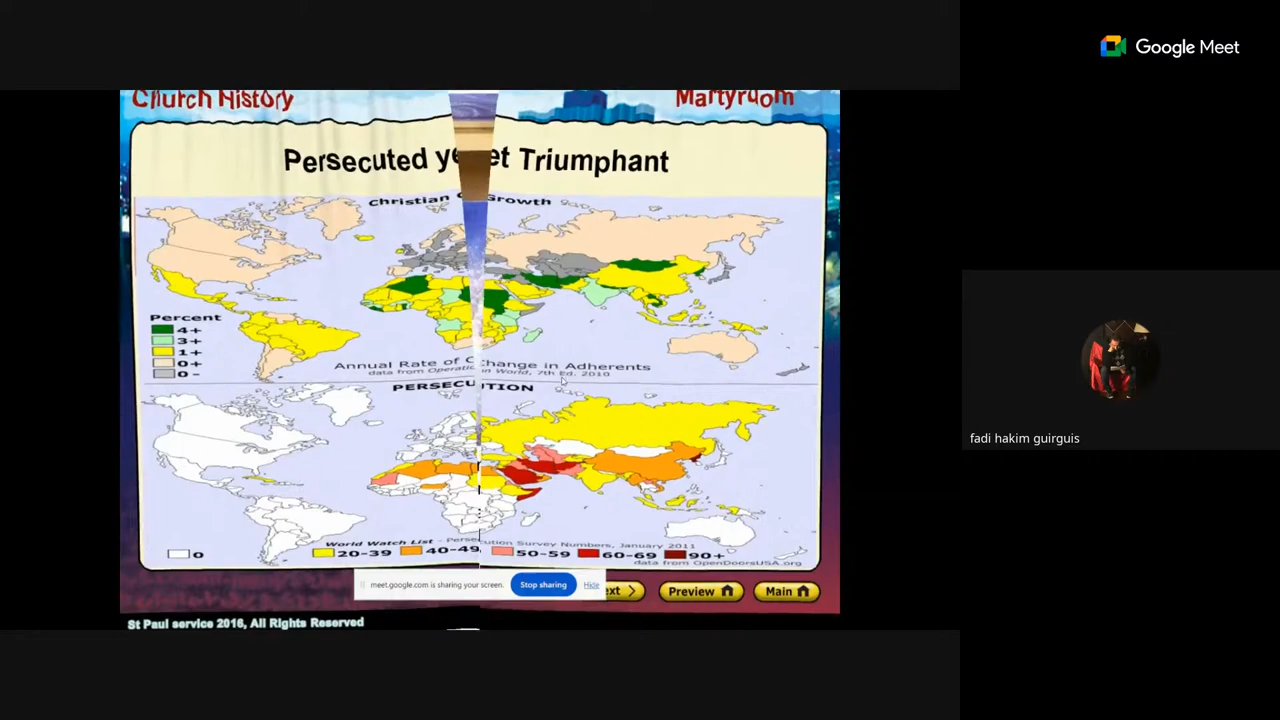 Google Meet
Church History
Martyrdom
Persecuted yet Triumphant
Christian Growth
Percent
4+
3+
1+
0+
0-
Annual Rate of Change in Adherents
data from Operation World, 7th Ed. 2010
PERSECUTION
World Watch List - Persecution Survey Numbers, January 2011
0
20-39
40-49
50-59
60-69
90+
data from OpenDoorsUSA.org
meet.google.com is sharing your screen.
Stop sharing
Hide
ext
Preview
Main
St Paul service 2016, All Rights Reserved
fadi hakim guirguis